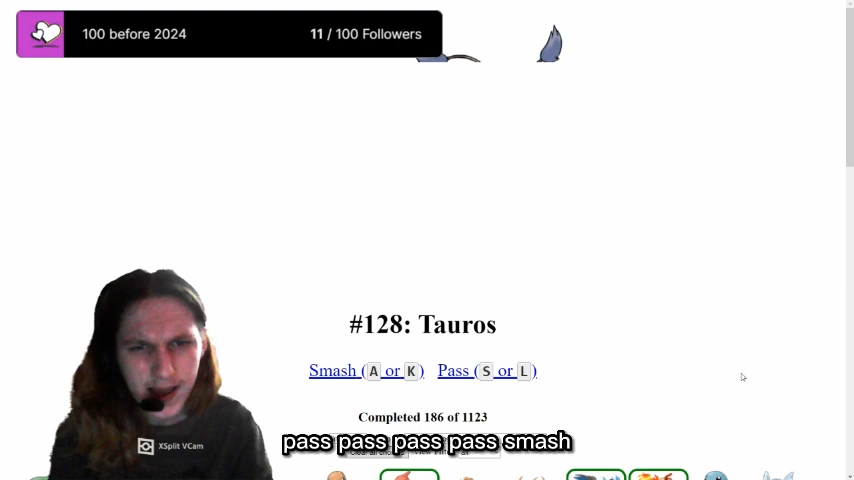 100 before 2024
11 / 100 Followers
#128: Tauros
Smash (A or K) Pass (S or L)
Completed 186 of 1123
pass pass pass pass smash
XSplit VCam